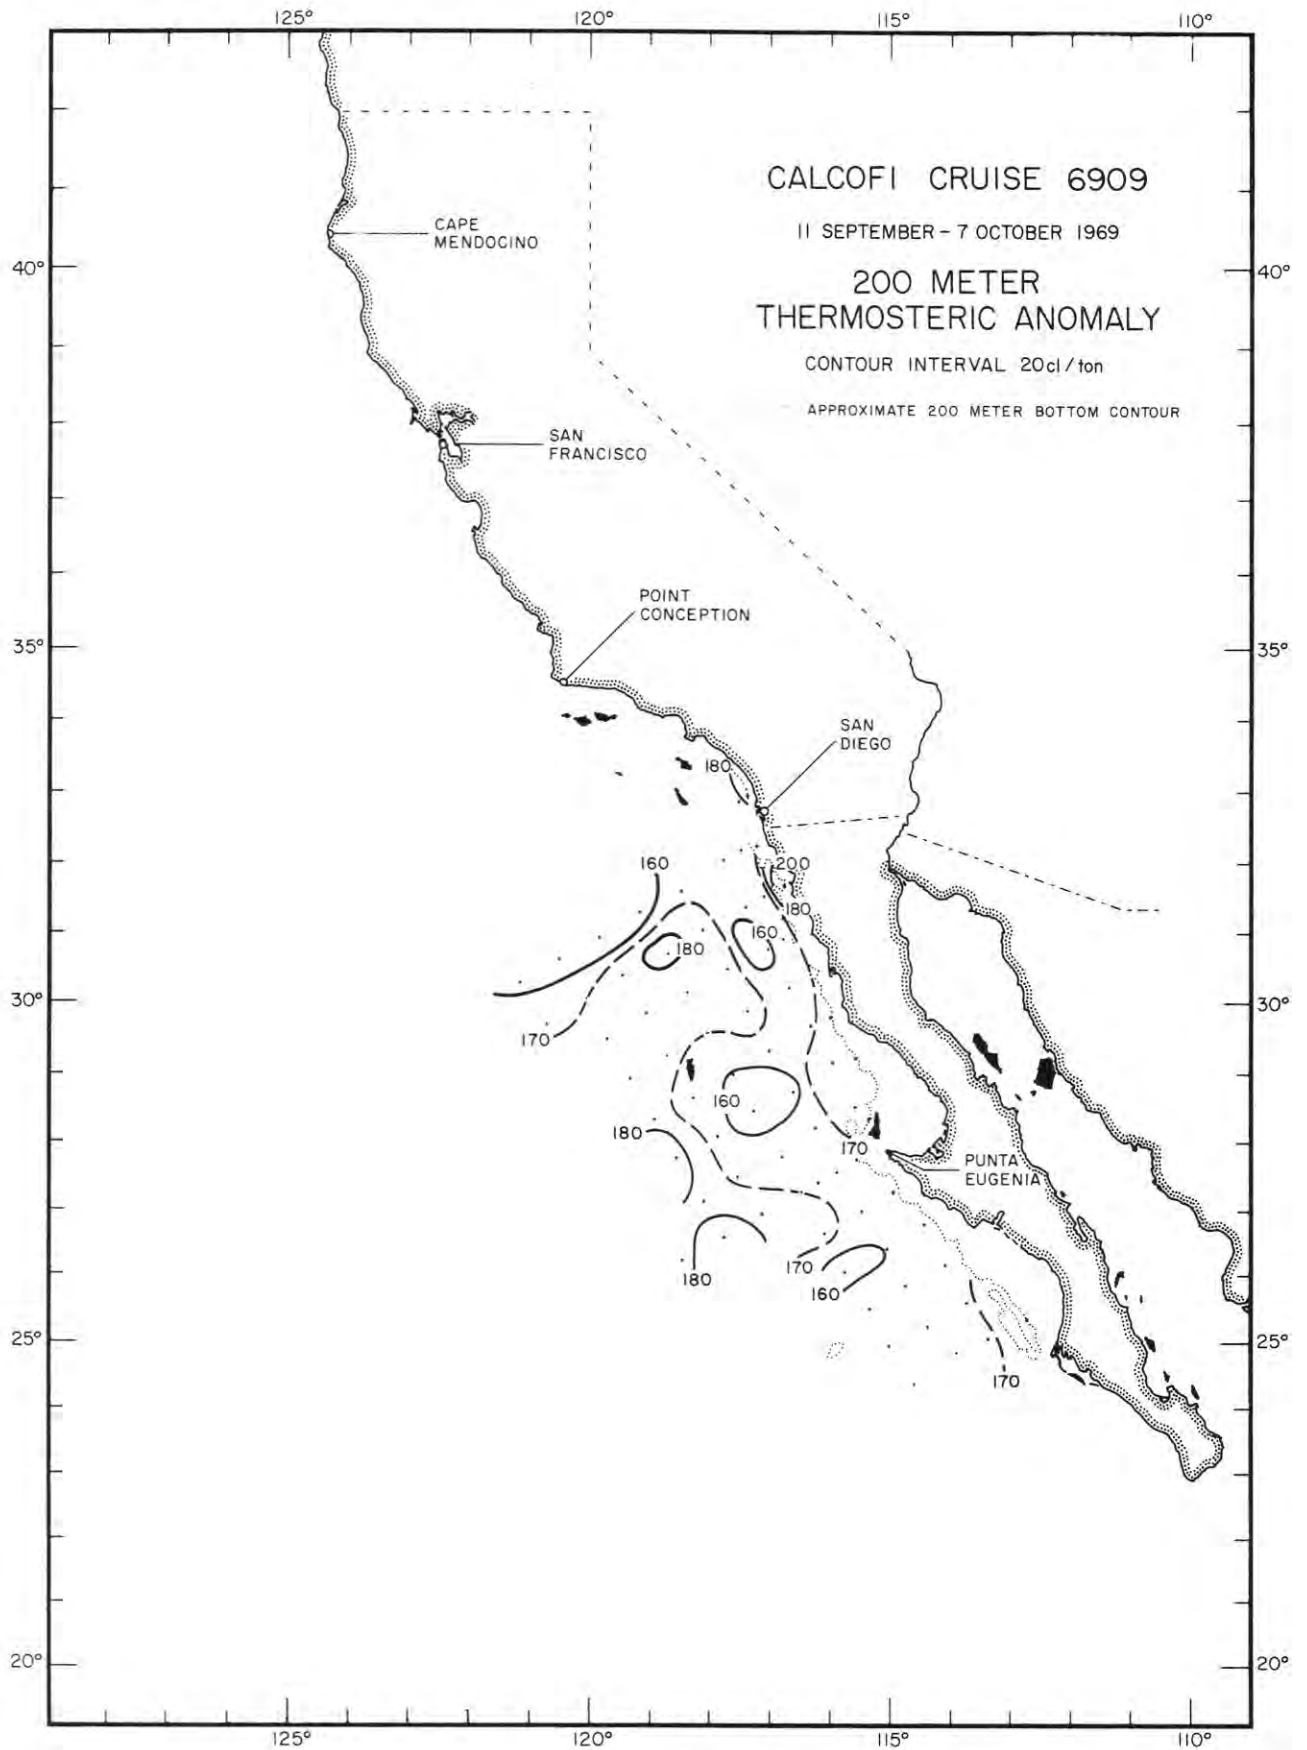 125°
120°
115°
110°
CALCOFI CRUISE 6909
11 SEPTEMBER - 7 OCTOBER 1969
CAPE
MENDOCINO
40°
40°
200 METER
THERMOSTERIC ANOMALY
CONTOUR INTERVAL 20cl/ton
APPROXIMATE 200 METER BOTTOM CONTOUR
SAN
FRANCISCO
POINT
CONCEPTION
35°
35°
SAN
DIEGO
180
160
200
180
160
180
30°
30°
170
160
180
170
PUNTA
EUGENIA
170
180
160
25°
25°
170
20°
20°
125°
120°
115°
110°